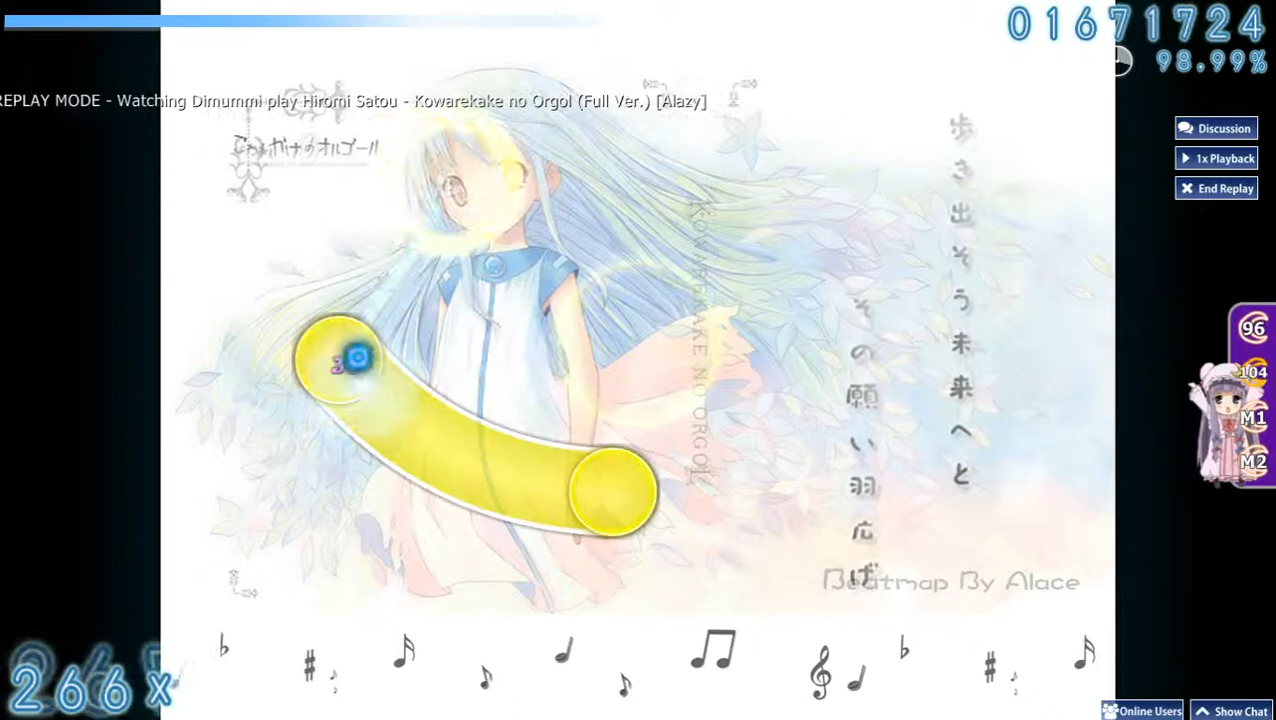 01671724
98.99%
REPLAY MODE - Watching Dimummi play Hiromi Satou - Kowarekake no Orgol (Full Ver.) [Alazy]
Discussion
1x Playback
End Replay
こわれかけのオルゴール
KOWAREKAKE NO ORGOL
歩き出そう未来へと
その願い羽広げ
96
104
M1
M2
3
Beatmap By Alace
266x
Online Users
Show Chat